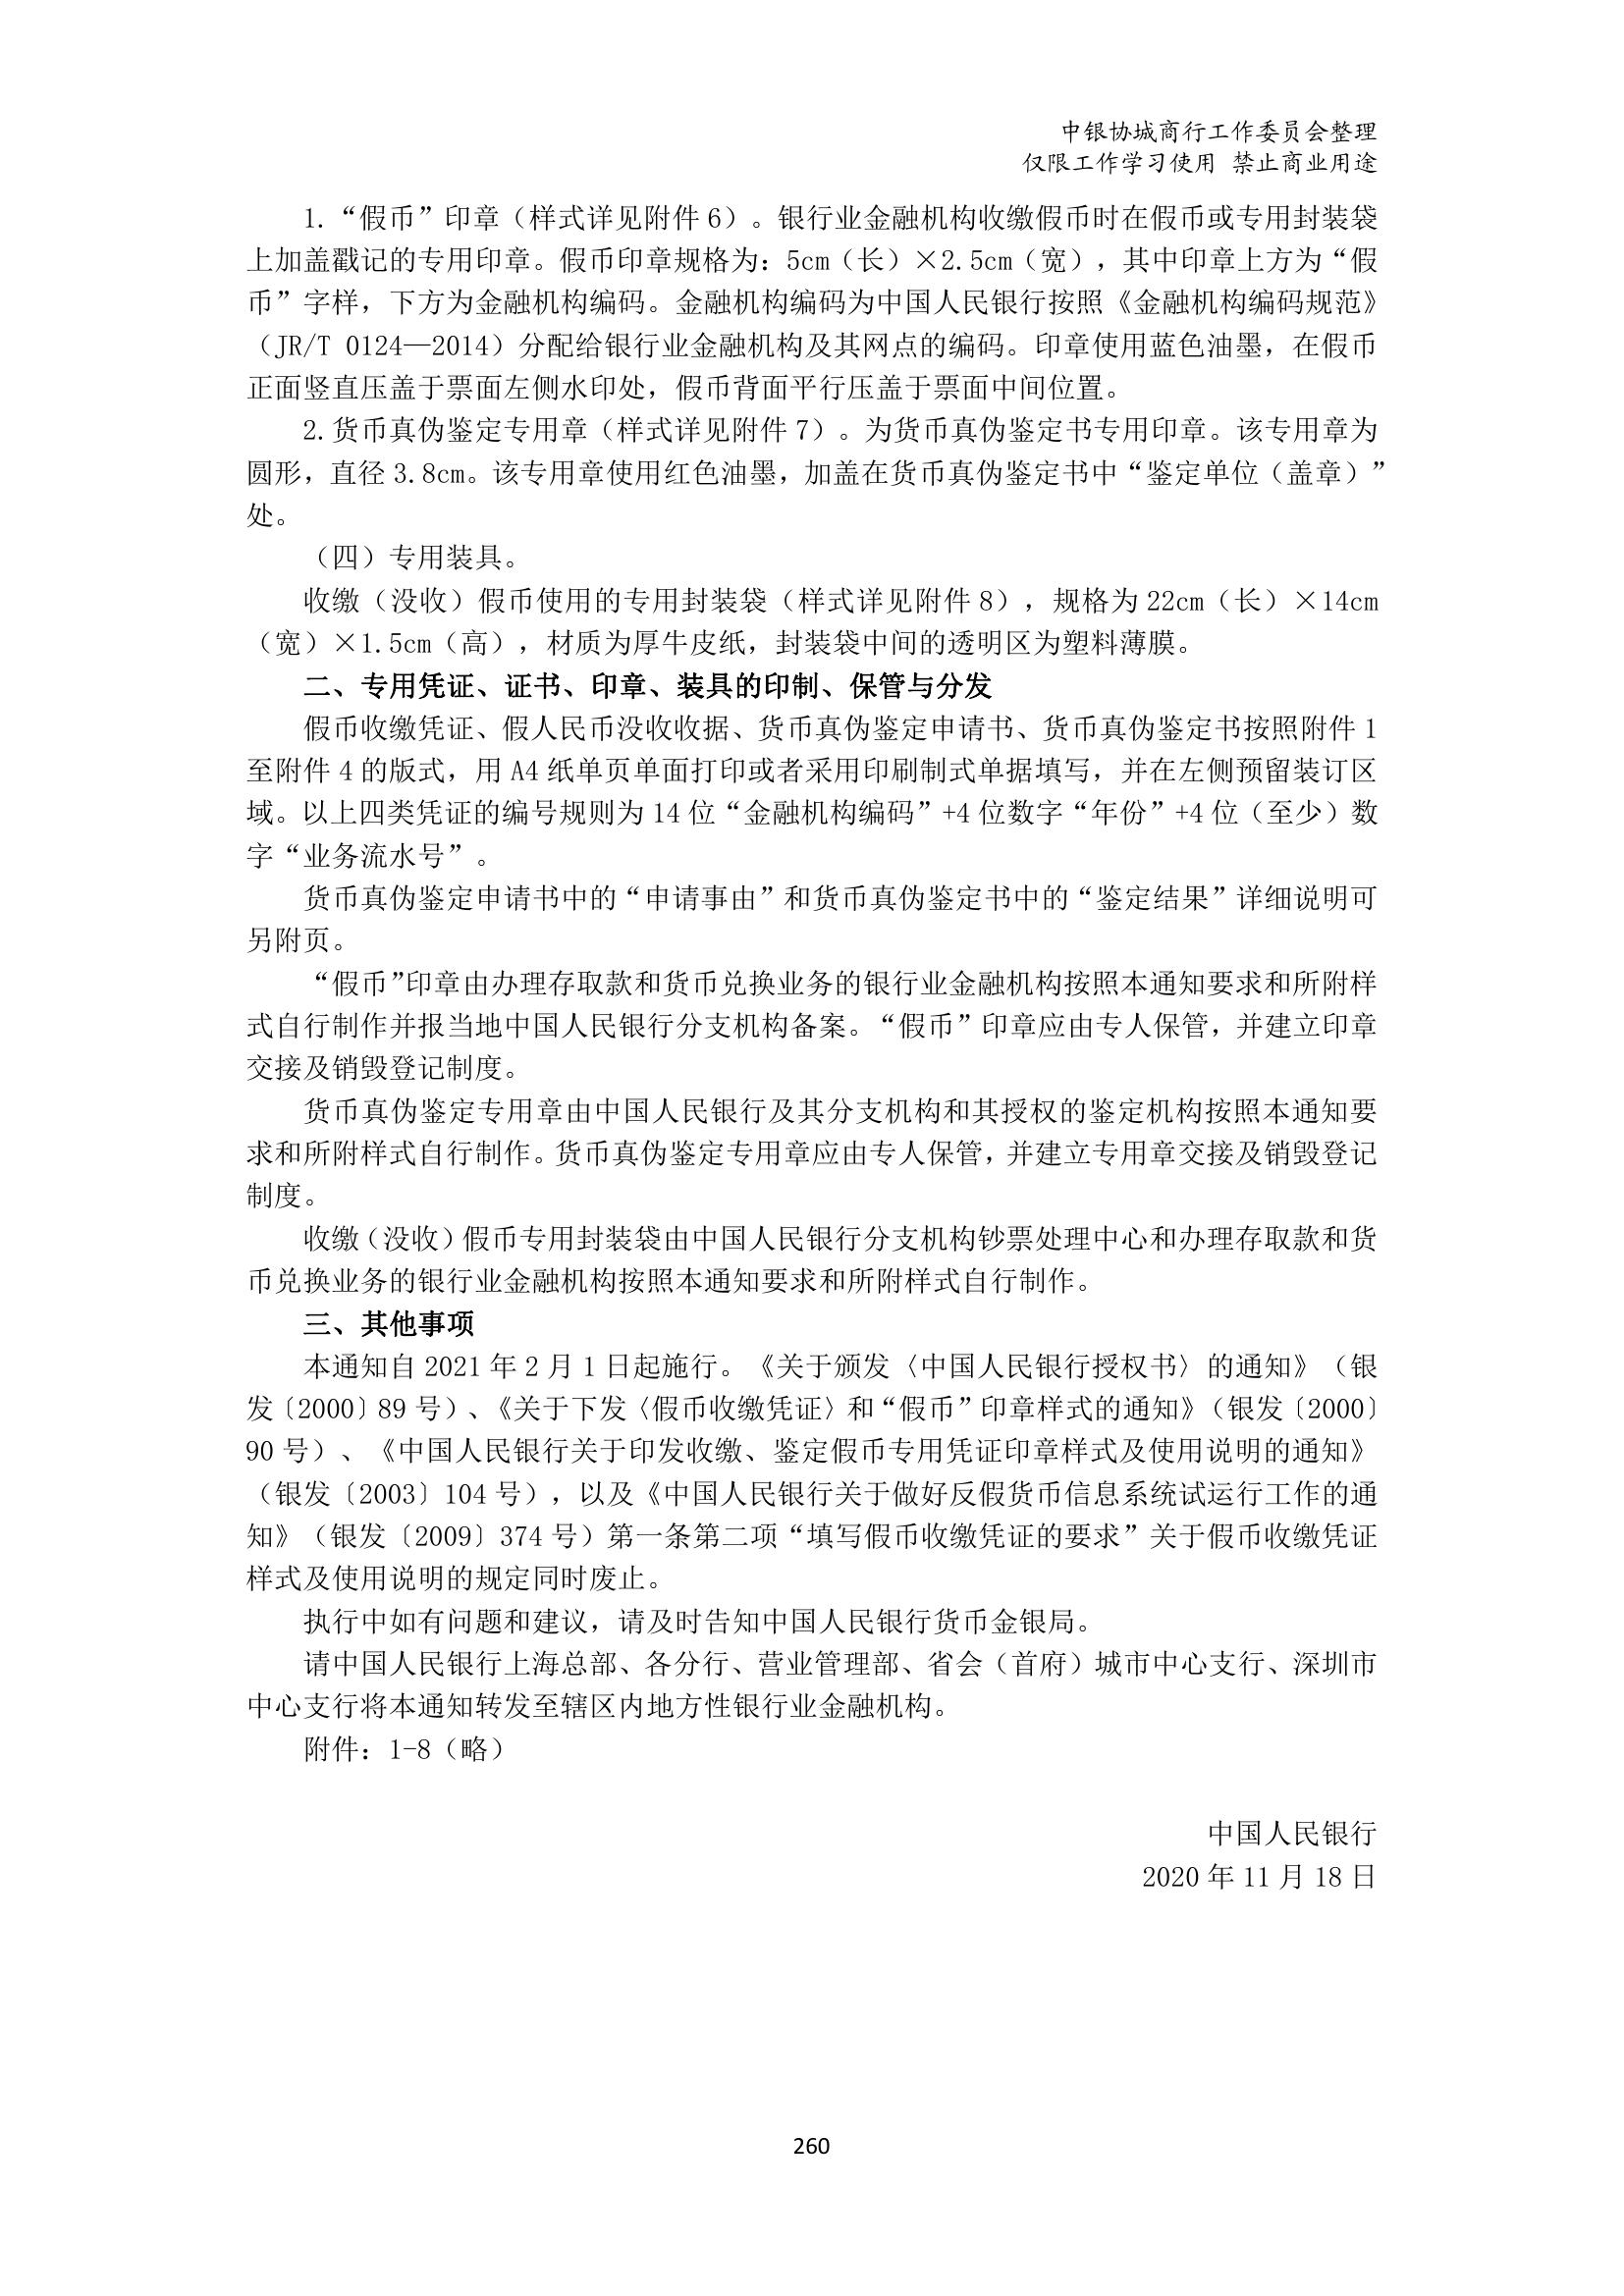 中银协城商行工作委员会整理
仅限工作学习使用 禁止商业用途
1.“假币”印章（样式详见附件6）。银行业金融机构收缴假币时在假币或专用封装袋
上加盖戳记的专用印章。假币印章规格为：5cm（长）×2.5cm（宽），其中印章上方为“假
币”字样，下方为金融机构编码。金融机构编码为中国人民银行按照《金融机构编码规范》
（JR/T 0124—2014）分配给银行业金融机构及其网点的编码。印章使用蓝色油墨，在假币
正面竖直压盖于票面左侧水印处，假币背面平行压盖于票面中间位置。
2.货币真伪鉴定专用章（样式详见附件7）。为货币真伪鉴定书专用印章。该专用章为
圆形，直径3.8cm。该专用章使用红色油墨，加盖在货币真伪鉴定书中“鉴定单位（盖章）”
处。
（四）专用装具。
收缴（没收）假币使用的专用封装袋（样式详见附件8），规格为22cm（长）×14cm
（宽）×1.5cm（高），材质为厚牛皮纸，封装袋中间的透明区为塑料薄膜。
二、专用凭证、证书、印章、装具的印制、保管与分发
假币收缴凭证、假人民币没收收据、货币真伪鉴定申请书、货币真伪鉴定书按照附件1
至附件4的版式，用A4纸单页单面打印或者采用印刷制式单据填写，并在左侧预留装订区
域。以上四类凭证的编号规则为14位“金融机构编码”+4位数字“年份”+4位（至少）数
字“业务流水号”。
货币真伪鉴定申请书中的“申请事由”和货币真伪鉴定书中的“鉴定结果”详细说明可
另附页。
“假币”印章由办理存取款和货币兑换业务的银行业金融机构按照本通知要求和所附样
式自行制作并报当地中国人民银行分支机构备案。“假币”印章应由专人保管，并建立印章
交接及销毁登记制度。
货币真伪鉴定专用章由中国人民银行及其分支机构和其授权的鉴定机构按照本通知要
求和所附样式自行制作。货币真伪鉴定专用章应由专人保管，并建立专用章交接及销毁登记
制度。
收缴（没收）假币专用封装袋由中国人民银行分支机构钞票处理中心和办理存取款和货
币兑换业务的银行业金融机构按照本通知要求和所附样式自行制作。
三、其他事项
本通知自2021年2月1日起施行。《关于颁发〈中国人民银行授权书〉的通知》（银
发〔2000〕89号）、《关于下发〈假币收缴凭证〉和“假币”印章样式的通知》（银发〔2000〕
90号）、《中国人民银行关于印发收缴、鉴定假币专用凭证印章样式及使用说明的通知》
（银发〔2003〕104号），以及《中国人民银行关于做好反假货币信息系统试运行工作的通
知》（银发〔2009〕374号）第一条第二项“填写假币收缴凭证的要求”关于假币收缴凭证
样式及使用说明的规定同时废止。
执行中如有问题和建议，请及时告知中国人民银行货币金银局。
请中国人民银行上海总部、各分行、营业管理部、省会（首府）城市中心支行、深圳市
中心支行将本通知转发至辖区内地方性银行业金融机构。
附件：1-8（略）
中国人民银行
2020年11月18日
260